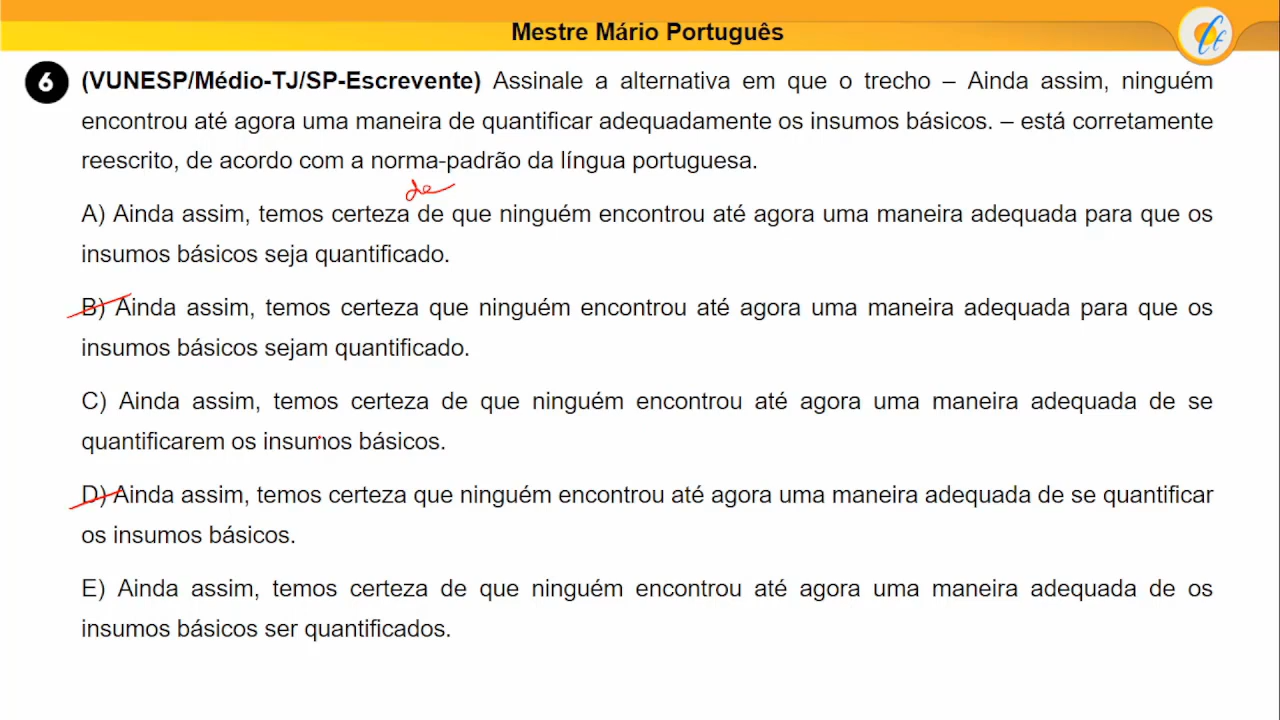 Mestre Mário Português
6 (VUNESP/Médio-TJ/SP-Escrevente) Assinale a alternativa em que o trecho – Ainda assim, ninguém
encontrou até agora uma maneira de quantificar adequadamente os insumos básicos. – está corretamente
reescrito, de acordo com a norma-padrão da língua portuguesa.
de
A) Ainda assim, temos certeza de que ninguém encontrou até agora uma maneira adequada para que os
insumos básicos seja quantificado.
B) Ainda assim, temos certeza que ninguém encontrou até agora uma maneira adequada para que os
insumos básicos sejam quantificado.
C) Ainda assim, temos certeza de que ninguém encontrou até agora uma maneira adequada de se
quantificarem os insumos básicos.
D) Ainda assim, temos certeza que ninguém encontrou até agora uma maneira adequada de se quantificar
os insumos básicos.
E) Ainda assim, temos certeza de que ninguém encontrou até agora uma maneira adequada de os
insumos básicos ser quantificados.